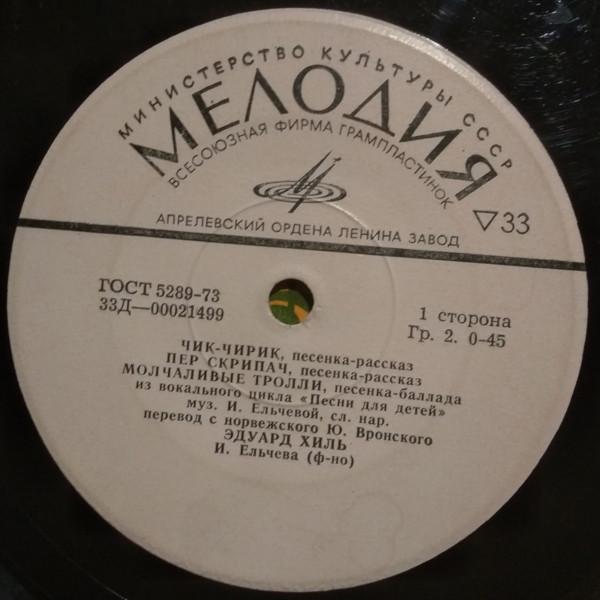 МИНИСТЕРСТВО КУЛЬТУРЫ СССР
МЕЛОДИЯ
ВСЕСОЮЗНАЯ ФИРМА ГРАМПЛАСТИНОК
АПРЕЛЕВСКИЙ ОРДЕНА ЛЕНИНА ЗАВОД
▽33
ГОСТ 5289-73
33Д—00021499
1 сторона
Гр. 2. 0-45
ЧИК-ЧИРИК, песенка-рассказ
ПЕР СКРИПАЧ, песенка-рассказ
МОЛЧАЛИВЫЕ ТРОЛЛИ, песенка-баллада
из вокального цикла «Песни для детей»
муз. И. Ельчевой, сл. нар.
перевод с норвежского Ю. Вронского
ЭДУАРД ХИЛЬ
И. Ельчева (ф-но)